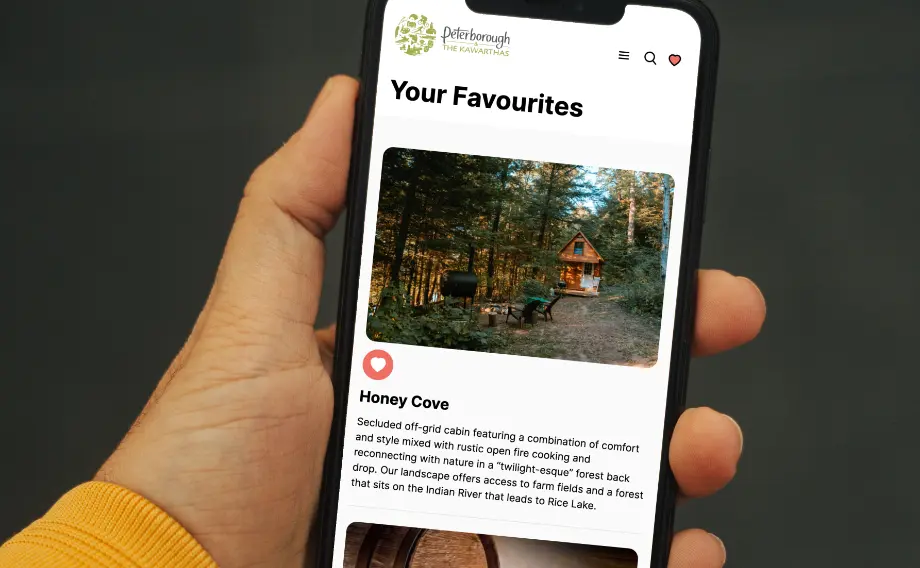 Peterborough
& THE KAWARTHAS
Your Favourites
Honey Cove
Secluded off-grid cabin featuring a combination of comfort
and style mixed with rustic open fire cooking and
reconnecting with nature in a “twilight-esque” forest back
drop. Our landscape offers access to farm fields and a forest
that sits on the Indian River that leads to Rice Lake.